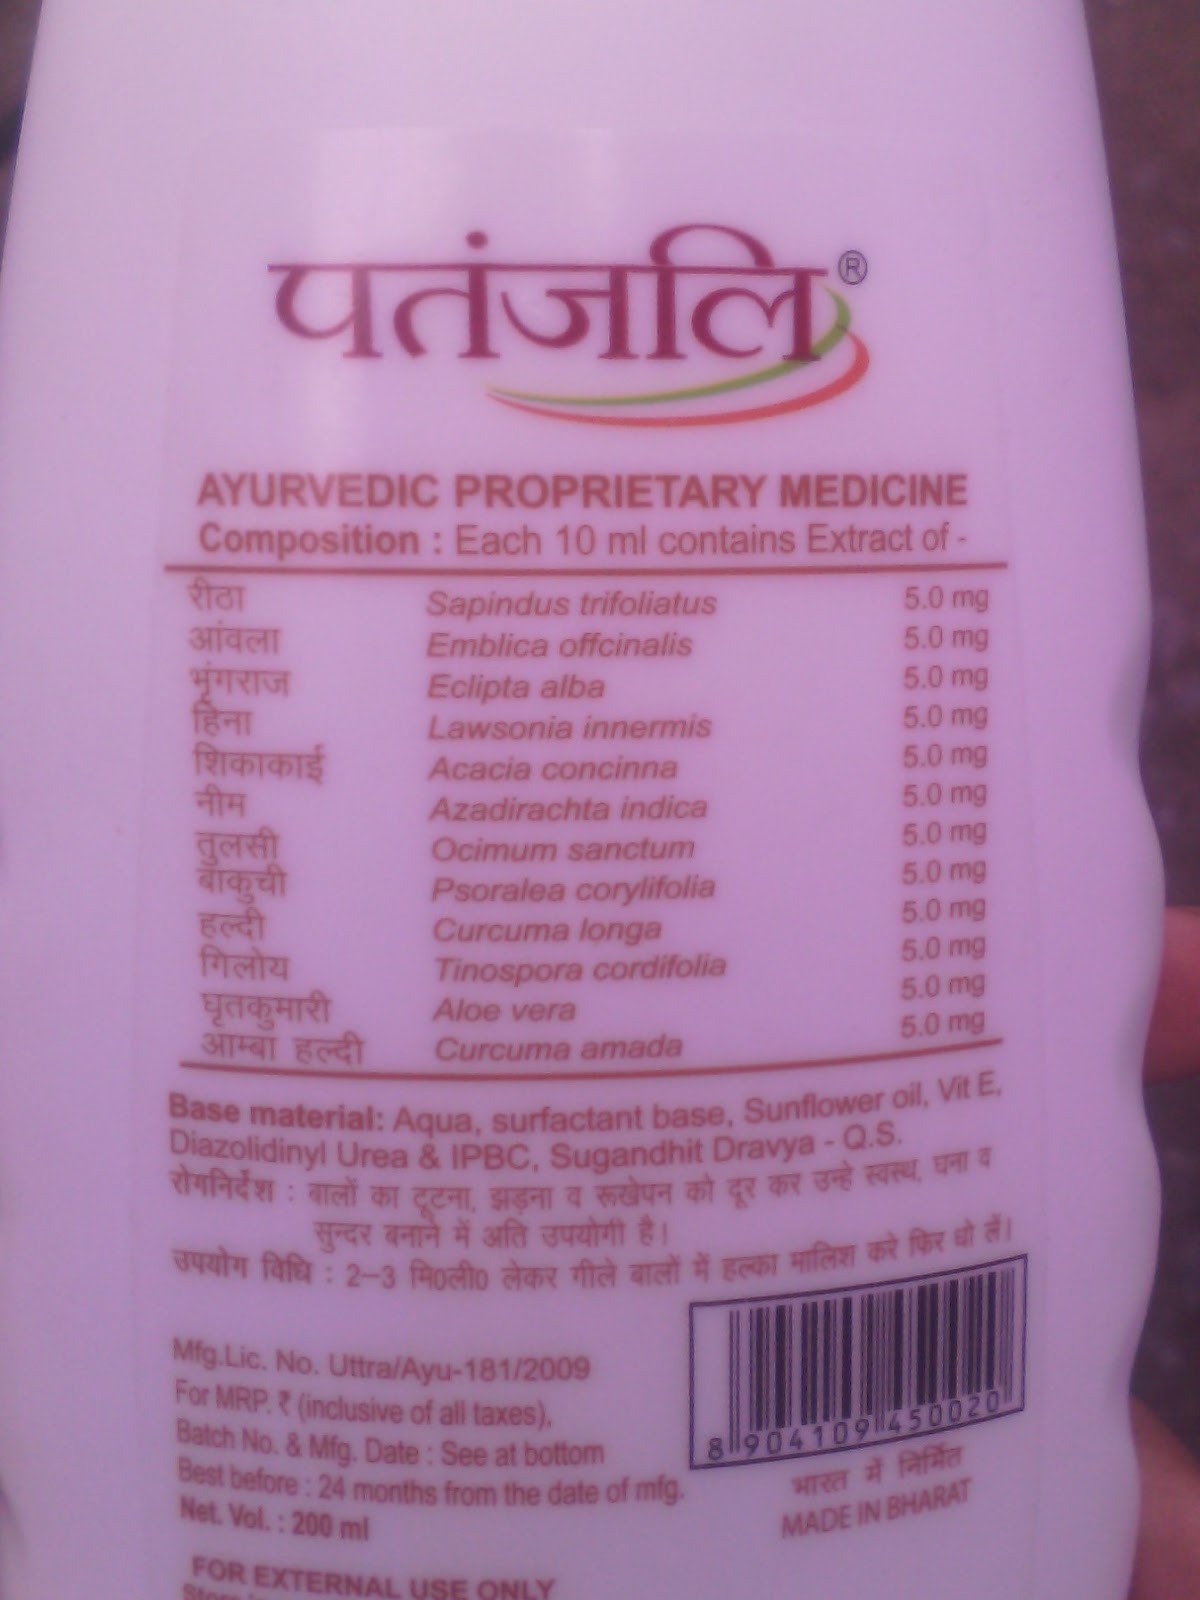 पतंजलि®
AYURVEDIC PROPRIETARY MEDICINE
Composition : Each 10 ml contains Extract of -
रीठा Sapindus trifoliatus 5.0 mg
आंवला Emblica offcinalis 5.0 mg
भृंगराज Eclipta alba 5.0 mg
हिना Lawsonia innermis 5.0 mg
शिकाकाई Acacia concinna 5.0 mg
नीम Azadirachta indica 5.0 mg
तुलसी Ocimum sanctum 5.0 mg
बाकुची Psoralea corylifolia 5.0 mg
हल्दी Curcuma longa 5.0 mg
गिलोय Tinospora cordifolia 5.0 mg
घृतकुमारी Aloe vera 5.0 mg
आम्बा हल्दी Curcuma amada 5.0 mg
Base material: Aqua, surfactant base, Sunflower oil, Vit E,
Diazolidinyl Urea & IPBC, Sugandhit Dravya - Q.S.
रोगनिर्देश : बालों का टूटना, झड़ना व रूखेपन को दूर कर उन्हे स्वस्थ, घना व
सुन्दर बनाने में अति उपयोगी है।
उपयोग विधि : 2-3 मि०ली० लेकर गीले बालों में हल्का मालिश करे फिर धो लें।
Mfg.Lic. No. Uttra/Ayu-181/2009
For MRP. ₹ (inclusive of all taxes),
Batch No. & Mfg. Date : See at bottom
Best before : 24 months from the date of mfg.
Net. Vol. : 200 ml
8 904109 450020
भारत में निर्मित
MADE IN BHARAT
FOR EXTERNAL USE ONLY